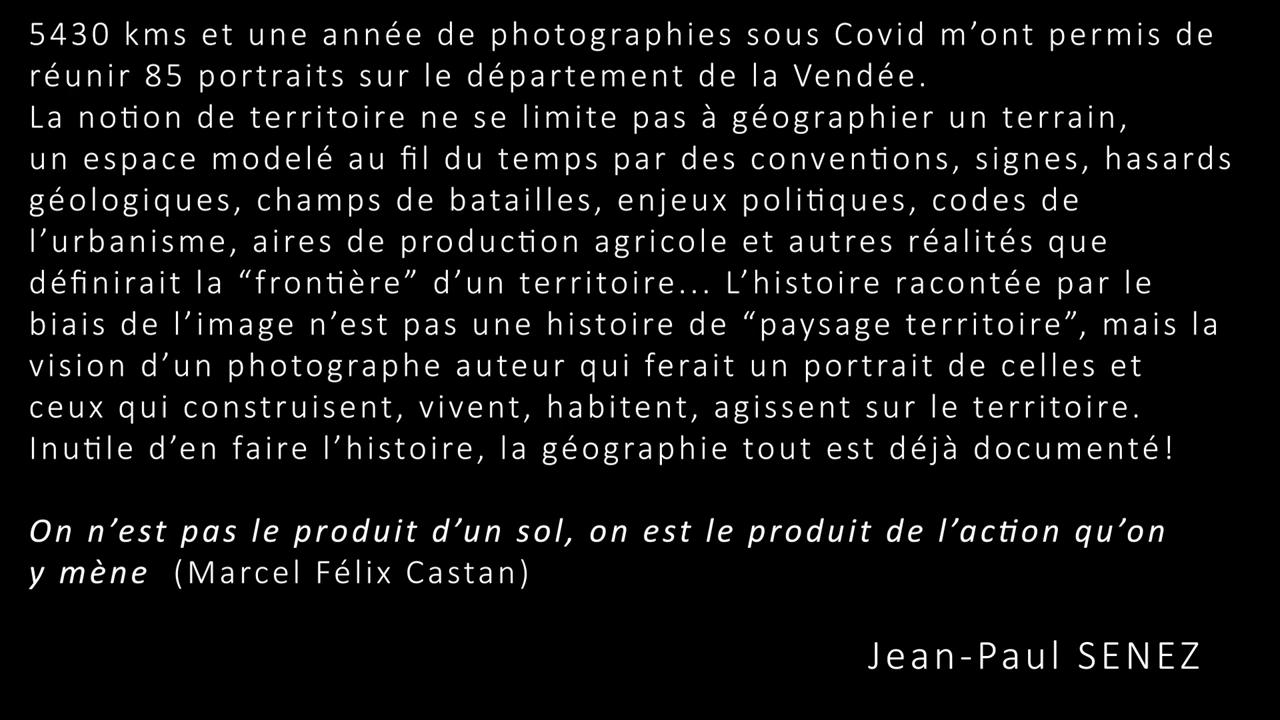 5430 kms et une année de photographies sous Covid m’ont permis de
réunir 85 portraits sur le département de la Vendée.
La notion de territoire ne se limite pas à géographier un terrain,
un espace modelé au fil du temps par des conventions, signes, hasards
géologiques, champs de batailles, enjeux politiques, codes de
l’urbanisme, aires de production agricole et autres réalités que
définirait la “frontière” d’un territoire... L’histoire racontée par le
biais de l’image n’est pas une histoire de “paysage territoire”, mais la
vision d’un photographe auteur qui ferait un portrait de celles et
ceux qui construisent, vivent, habitent, agissent sur le territoire.
Inutile d’en faire l’histoire, la géographie tout est déjà documenté!
On n’est pas le produit d’un sol, on est le produit de l’action qu’on
y mène (Marcel Félix Castan)
Jean-Paul SENEZ